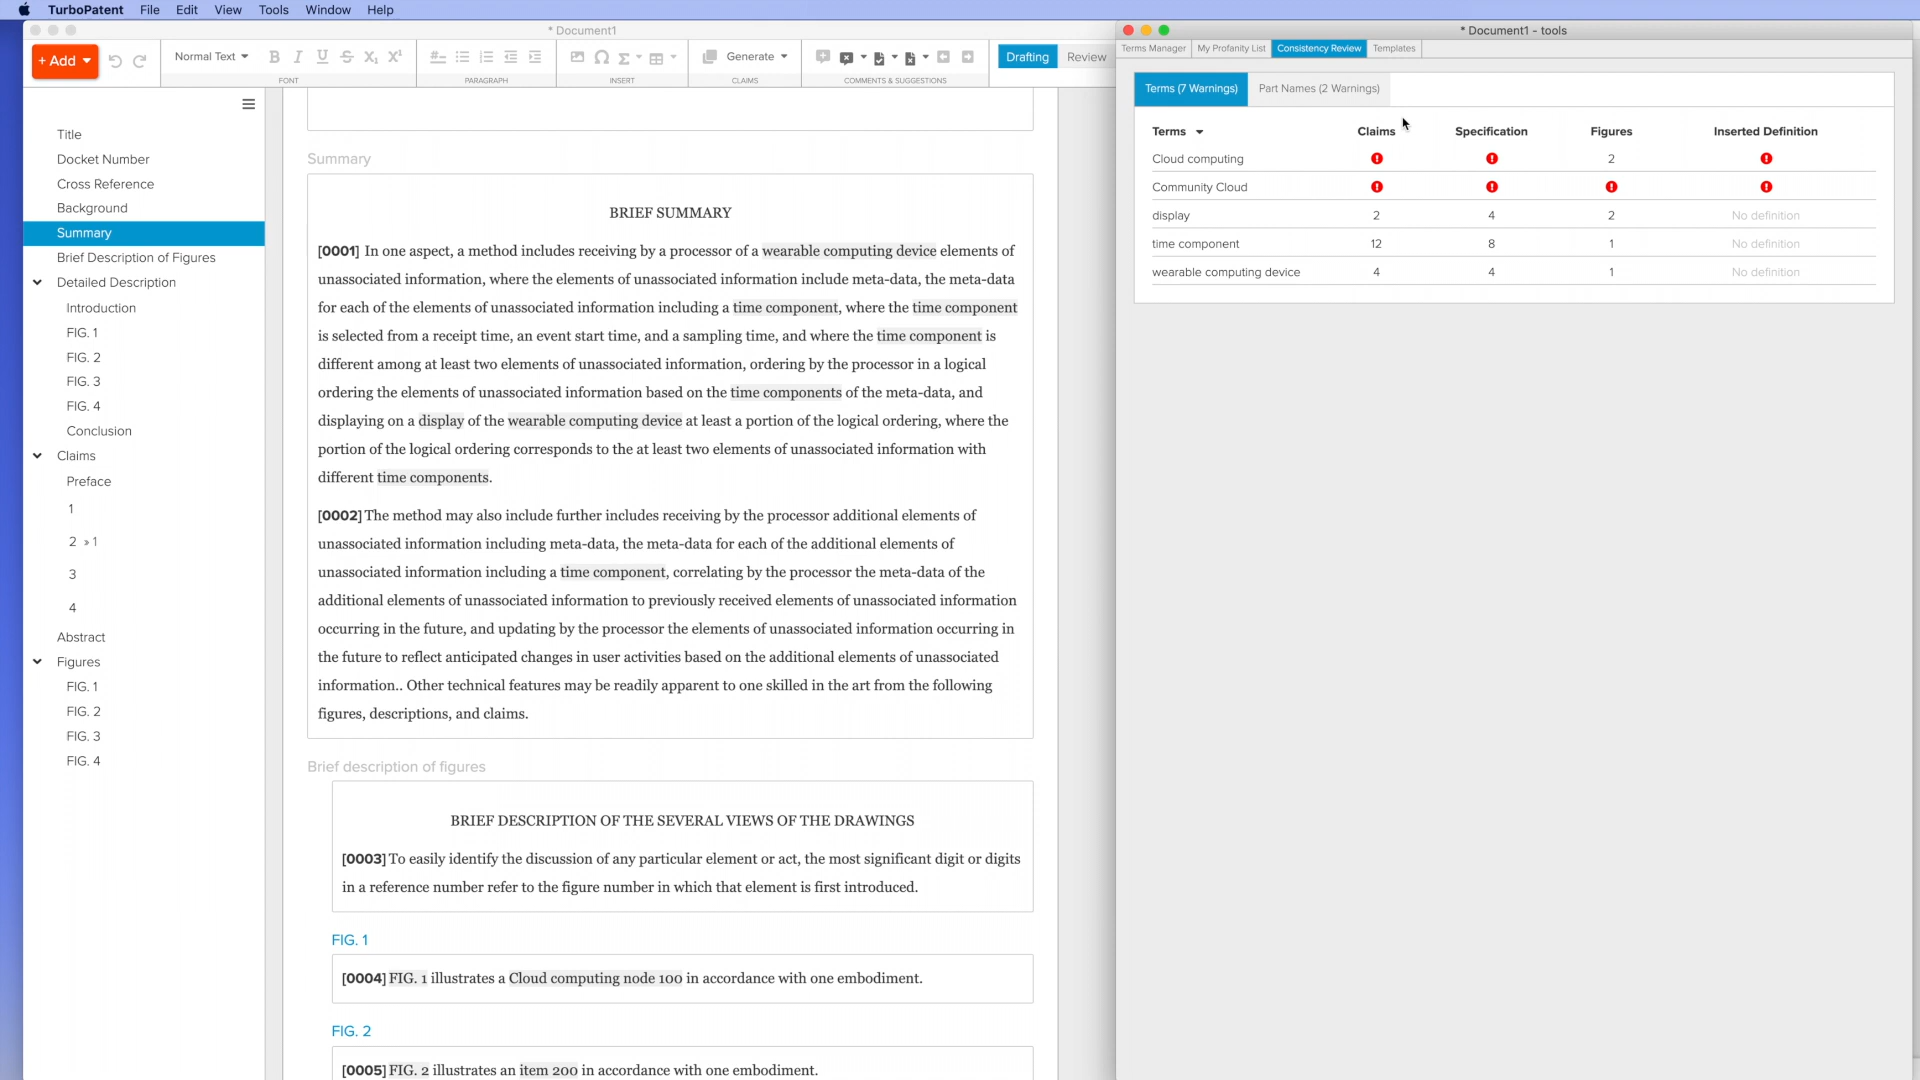 TurboPatent File Edit View Tools Window Help
* Document1
+ Add
Normal Text B I U S X₁ X¹
Generate
Drafting Review
FONT PARAGRAPH INSERT CLAIMS COMMENTS & SUGGESTIONS
Title
Docket Number
Cross Reference
Background
Summary
Brief Description of Figures
Detailed Description
Introduction
FIG. 1
FIG. 2
FIG. 3
FIG. 4
Conclusion
Claims
Preface
1
2 » 1
3
4
Abstract
Figures
FIG. 1
FIG. 2
FIG. 3
FIG. 4
Summary
BRIEF SUMMARY
[0001] In one aspect, a method includes receiving by a processor of a wearable computing device elements of
unassociated information, where the elements of unassociated information include meta-data, the meta-data
for each of the elements of unassociated information including a time component, where the time component
is selected from a receipt time, an event start time, and a sampling time, and where the time component is
different among at least two elements of unassociated information, ordering by the processor in a logical
ordering the elements of unassociated information based on the time components of the meta-data, and
displaying on a display of the wearable computing device at least a portion of the logical ordering, where the
portion of the logical ordering corresponds to the at least two elements of unassociated information with
different time components.
[0002] The method may also include further includes receiving by the processor additional elements of
unassociated information including meta-data, the meta-data for each of the additional elements of
unassociated information including a time component, correlating by the processor the meta-data of the
additional elements of unassociated information to previously received elements of unassociated information
occurring in the future, and updating by the processor the elements of unassociated information occurring in
the future to reflect anticipated changes in user activities based on the additional elements of unassociated
information.. Other technical features may be readily apparent to one skilled in the art from the following
figures, descriptions, and claims.
Brief description of figures
BRIEF DESCRIPTION OF THE SEVERAL VIEWS OF THE DRAWINGS
[0003] To easily identify the discussion of any particular element or act, the most significant digit or digits
in a reference number refer to the figure number in which that element is first introduced.
FIG. 1
[0004] FIG. 1 illustrates a Cloud computing node 100 in accordance with one embodiment.
FIG. 2
[0005] FIG. 2 illustrates an item 200 in accordance with one embodiment.
* Document1 - tools
Terms Manager My Profanity List Consistency Review Templates
Terms (7 Warnings) Part Names (2 Warnings)
Terms Claims Specification Figures Inserted Definition
Cloud computing ! ! 2 !
Community Cloud ! ! ! !
display 2 4 2 No definition
time component 12 8 1 No definition
wearable computing device 4 4 1 No definition